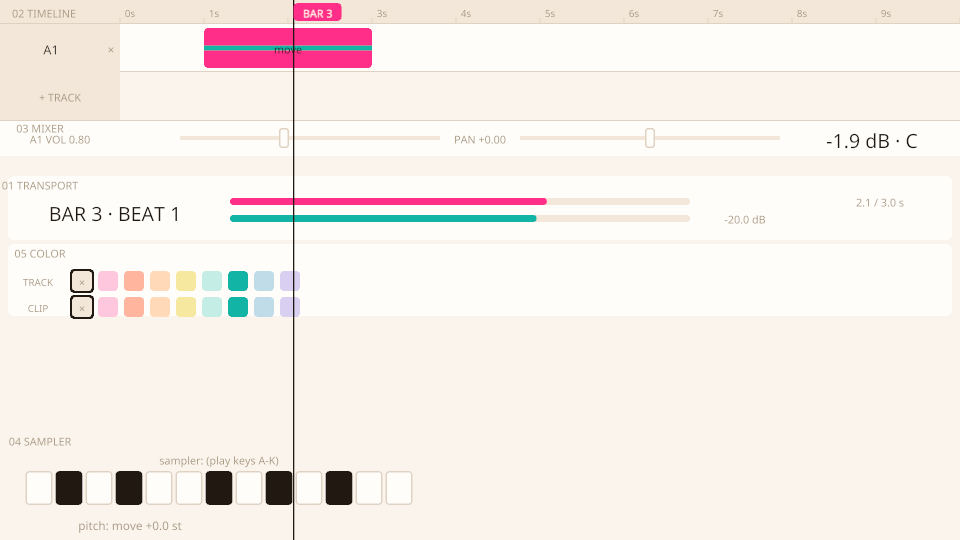 02 TIMELINE 0s 1s BAR 3 3s 4s 5s 6s 7s 8s 9s
A1 × move
+ TRACK
03 MIXER
A1 VOL 0.80 PAN +0.00 -1.9 dB · C
01 TRANSPORT
BAR 3 · BEAT 1 -20.0 dB 2.1 / 3.0 s
05 COLOR
TRACK ×
CLIP ×
04 SAMPLER
sampler: (play keys A-K)
pitch: move +0.0 st